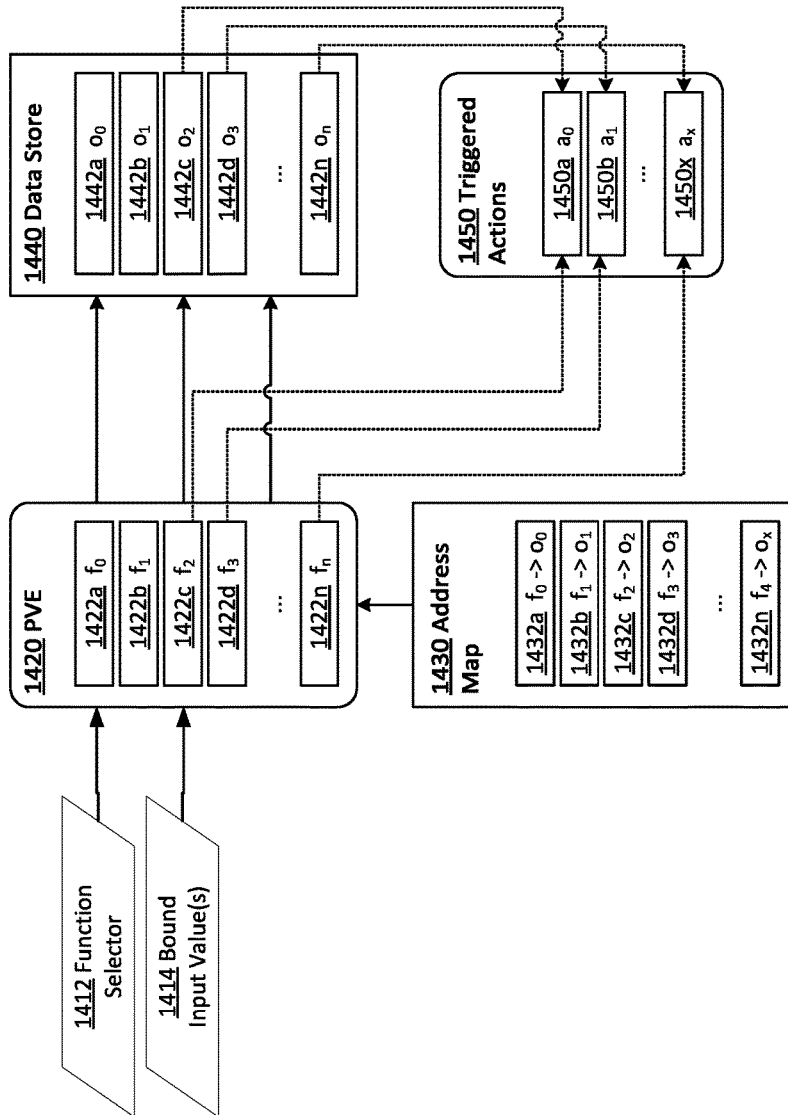 1412 Function
Selector
1414 Bound
Input Value(s)
1420 PVE
1422a f₀
1422b f₁
1422c f₂
1422d f₃
...
1422n fₙ
1430 Address
Map
1432a f₀ -> o₀
1432b f₁ -> o₁
1432c f₂ -> o₂
1432d f₃ -> o₃
...
1432n f₄ -> oₓ
1440 Data Store
1442a o₀
1442b o₁
1442c o₂
1442d o₃
...
1442n oₙ
1450 Triggered
Actions
1450a a₀
1450b a₁
...
1450x aₓ